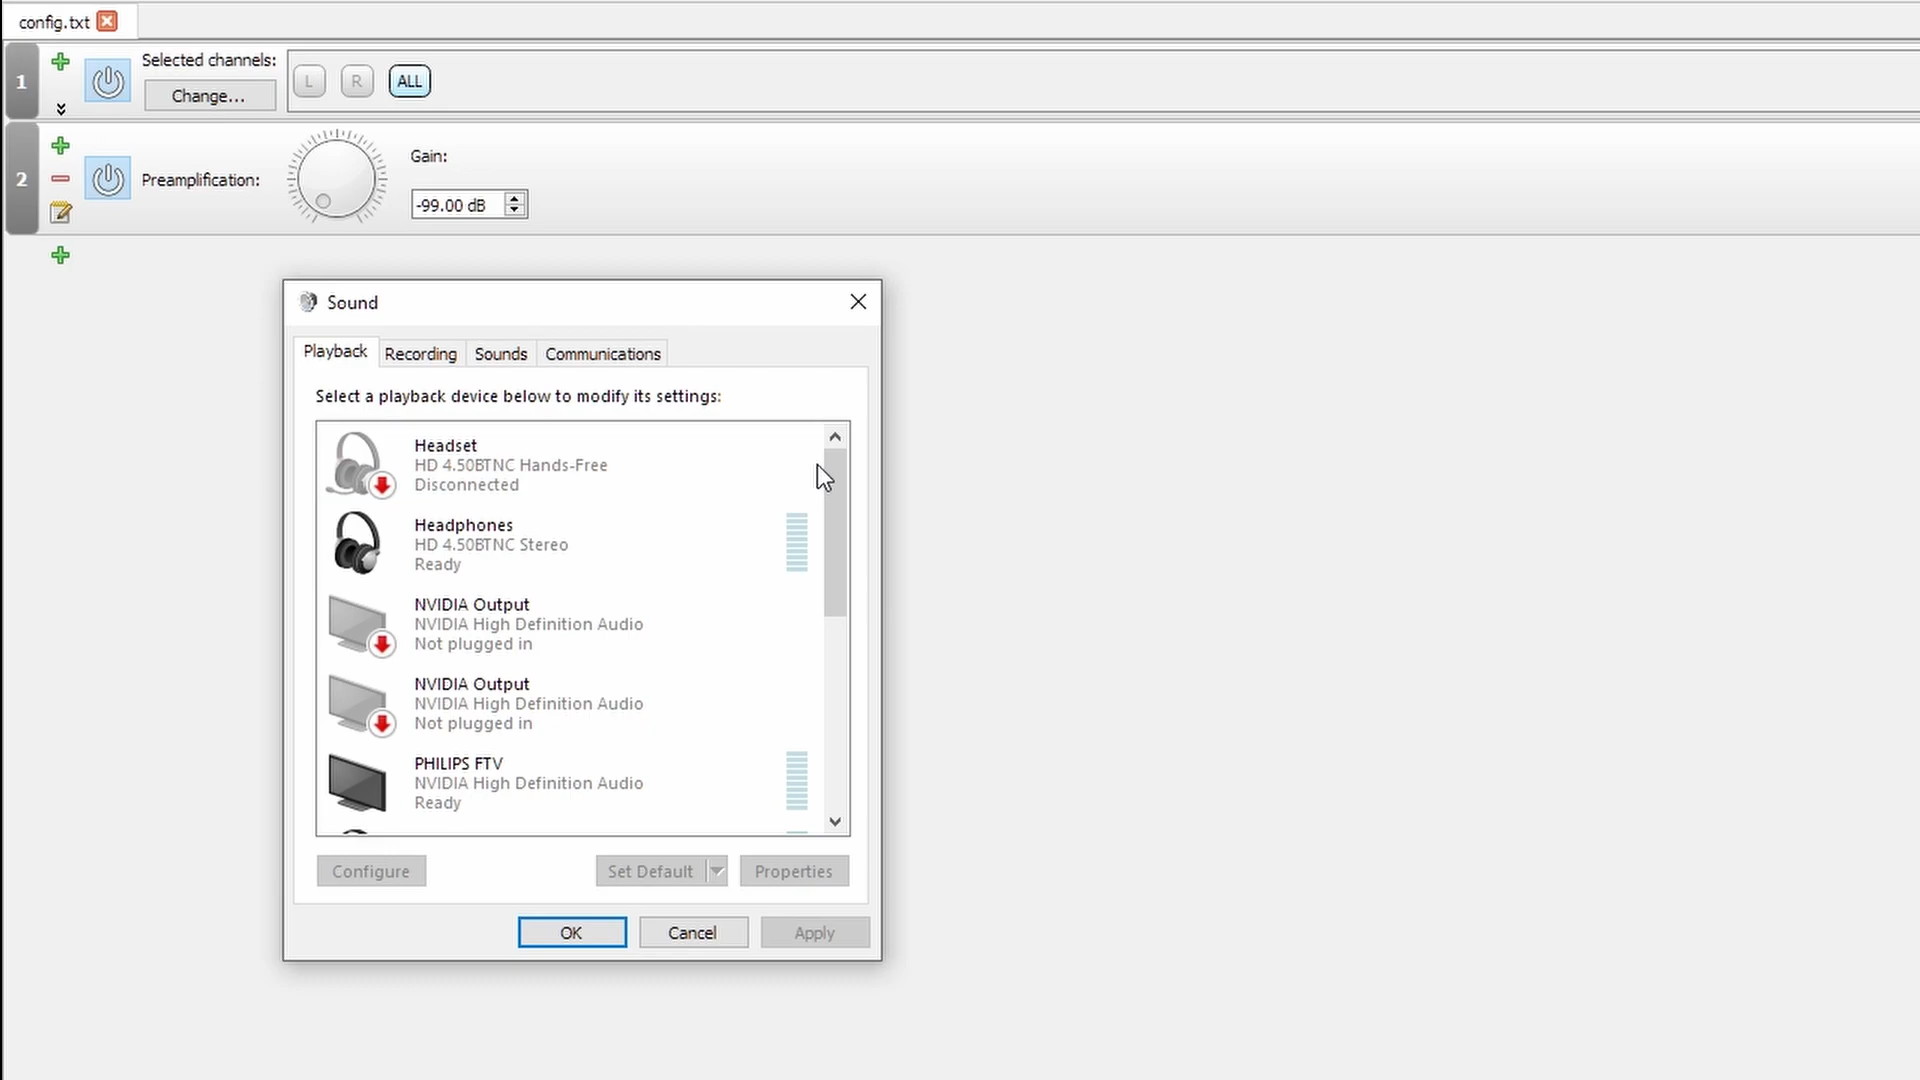 config.txt
1
Selected channels:
Change...
L
R
ALL
2
Preamplification:
Gain:
-99.00 dB
Sound
Playback
Recording
Sounds
Communications
Select a playback device below to modify its settings:
Headset
HD 4.50BTNC Hands-Free
Disconnected
Headphones
HD 4.50BTNC Stereo
Ready
NVIDIA Output
NVIDIA High Definition Audio
Not plugged in
NVIDIA Output
NVIDIA High Definition Audio
Not plugged in
PHILIPS FTV
NVIDIA High Definition Audio
Ready
Configure
Set Default
Properties
OK
Cancel
Apply